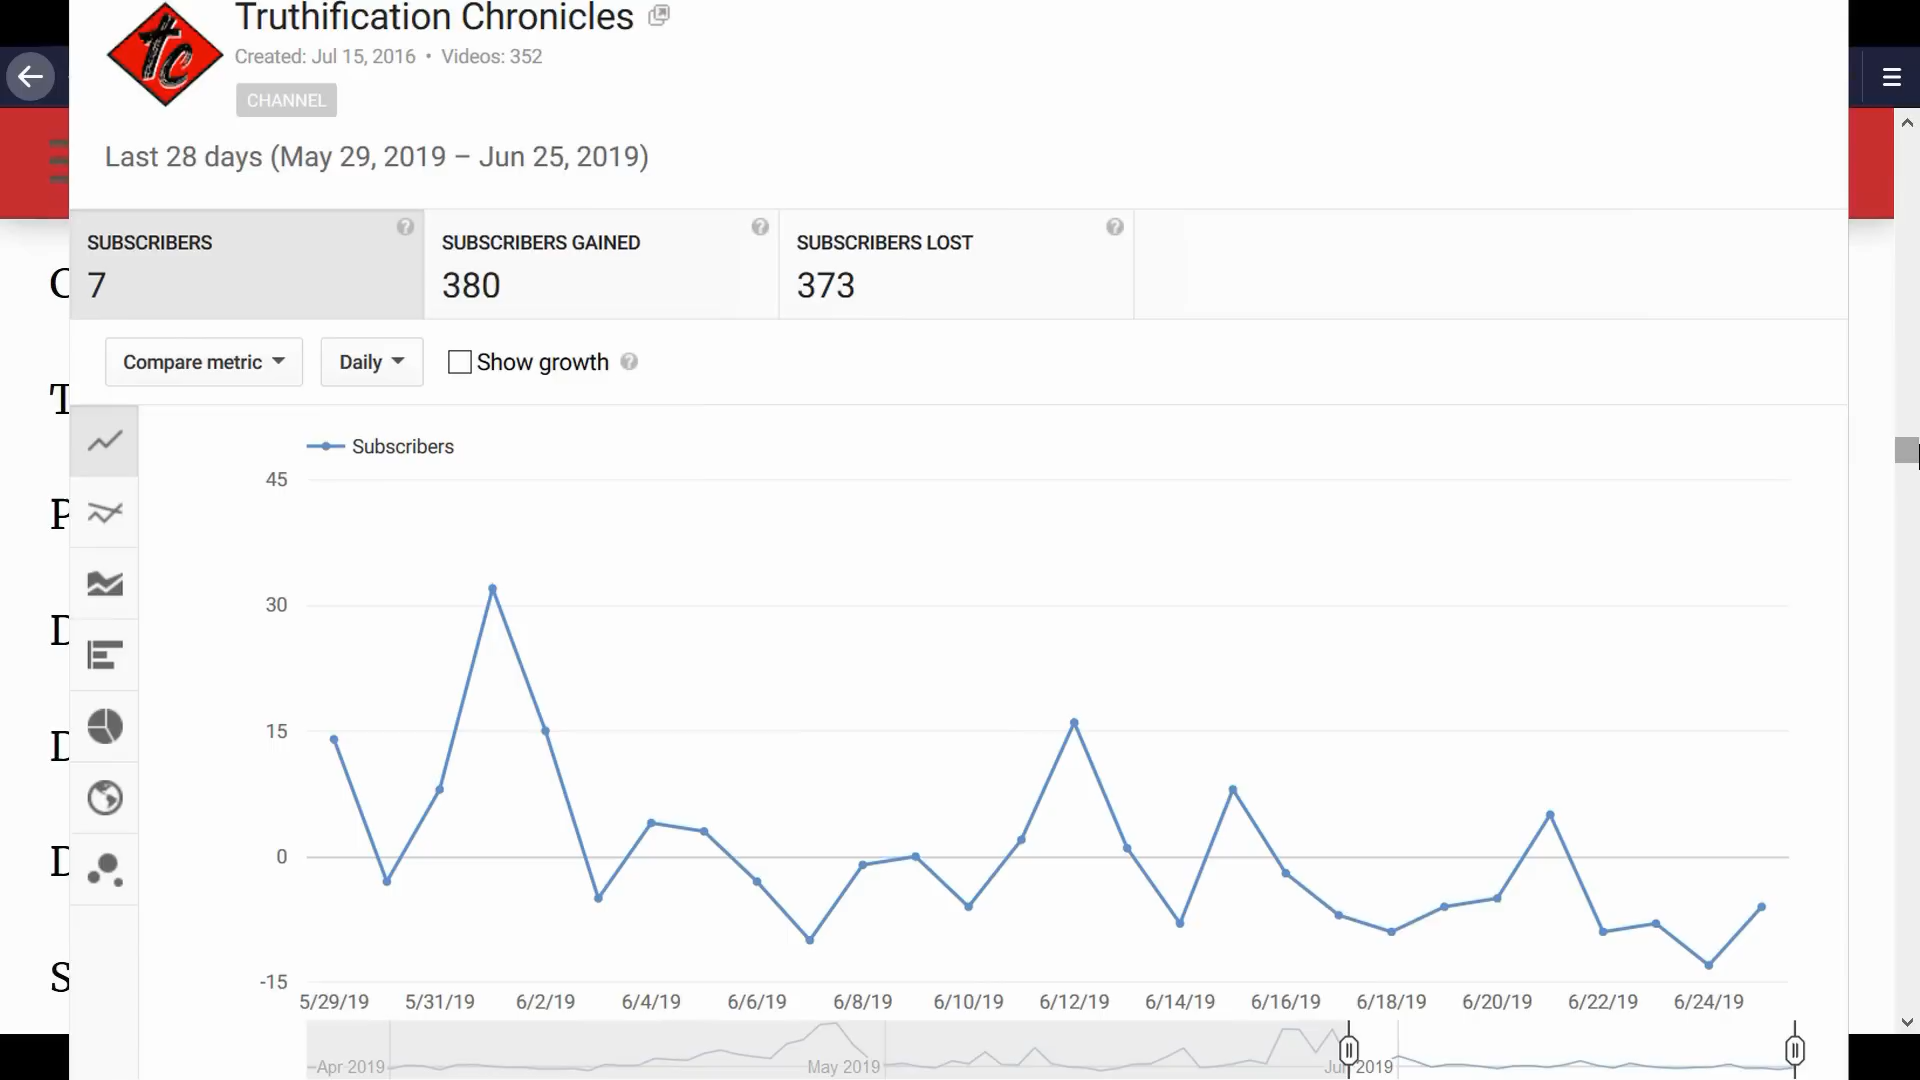 Truthification Chronicles
tc
Created: Jul 15, 2016 • Videos: 352
CHANNEL
Last 28 days (May 29, 2019 – Jun 25, 2019)
SUBSCRIBERS ?
7
SUBSCRIBERS GAINED ?
380
SUBSCRIBERS LOST ?
373
Compare metric
Daily
Show growth ?
Subscribers
45
30
15
0
-15
5/29/19 5/31/19 6/2/19 6/4/19 6/6/19 6/8/19 6/10/19 6/12/19 6/14/19 6/16/19 6/18/19 6/20/19 6/22/19 6/24/19
Apr 2019 May 2019 2019
T
P
D
D
D
S